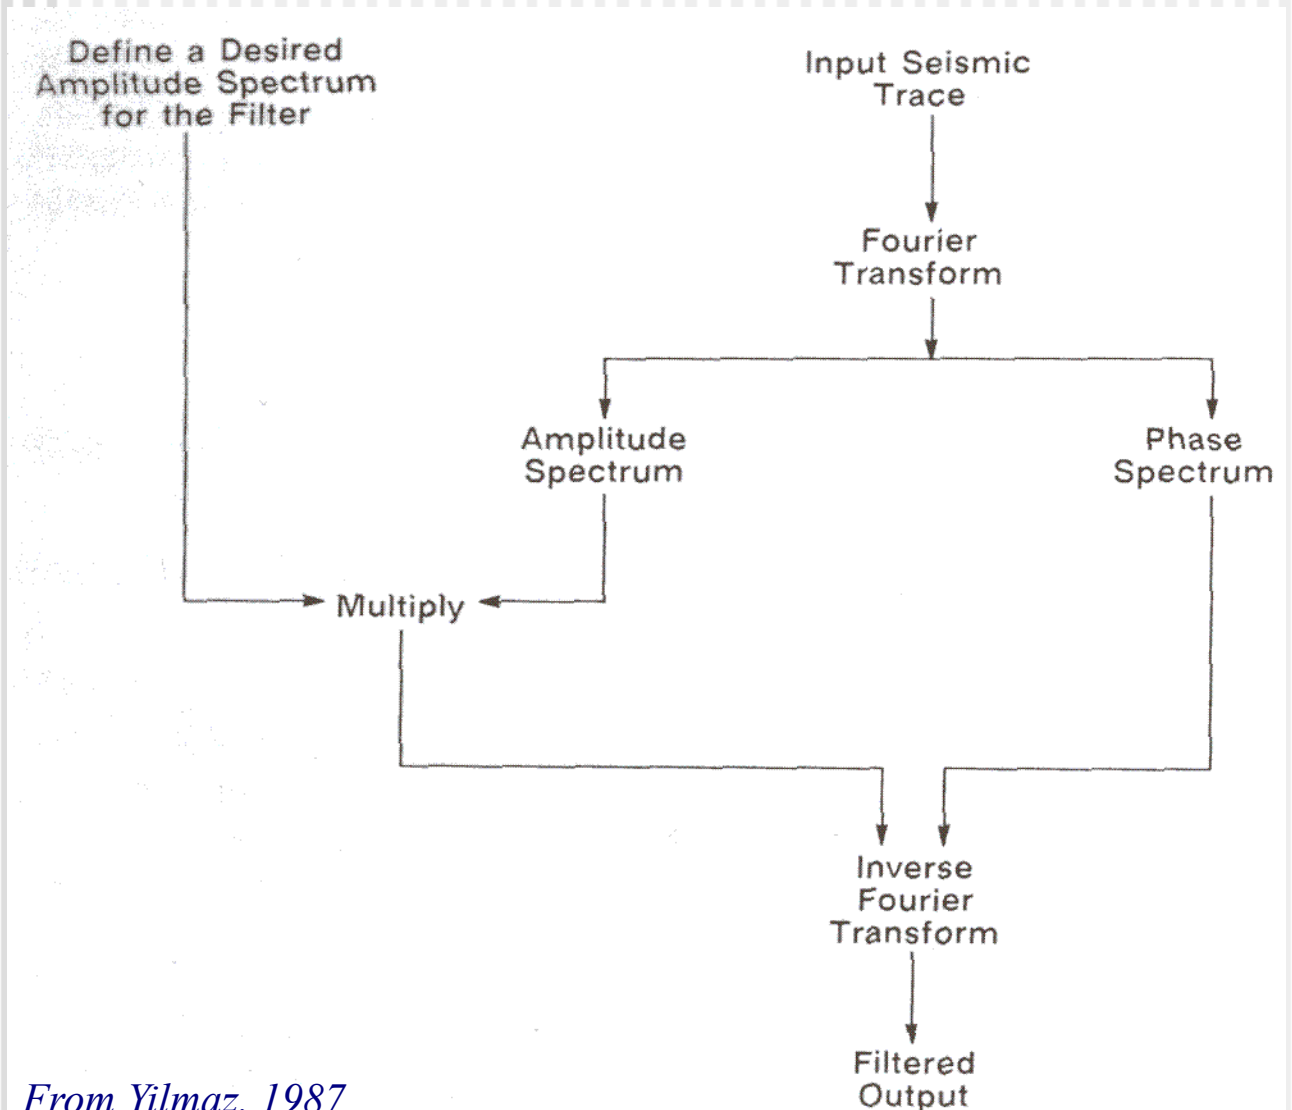 Define a Desired
Amplitude Spectrum
for the Filter
Input Seismic
Trace
Fourier
Transform
Amplitude
Spectrum
Phase
Spectrum
Multiply
Inverse
Fourier
Transform
Filtered
Output
From Yilmaz, 1987